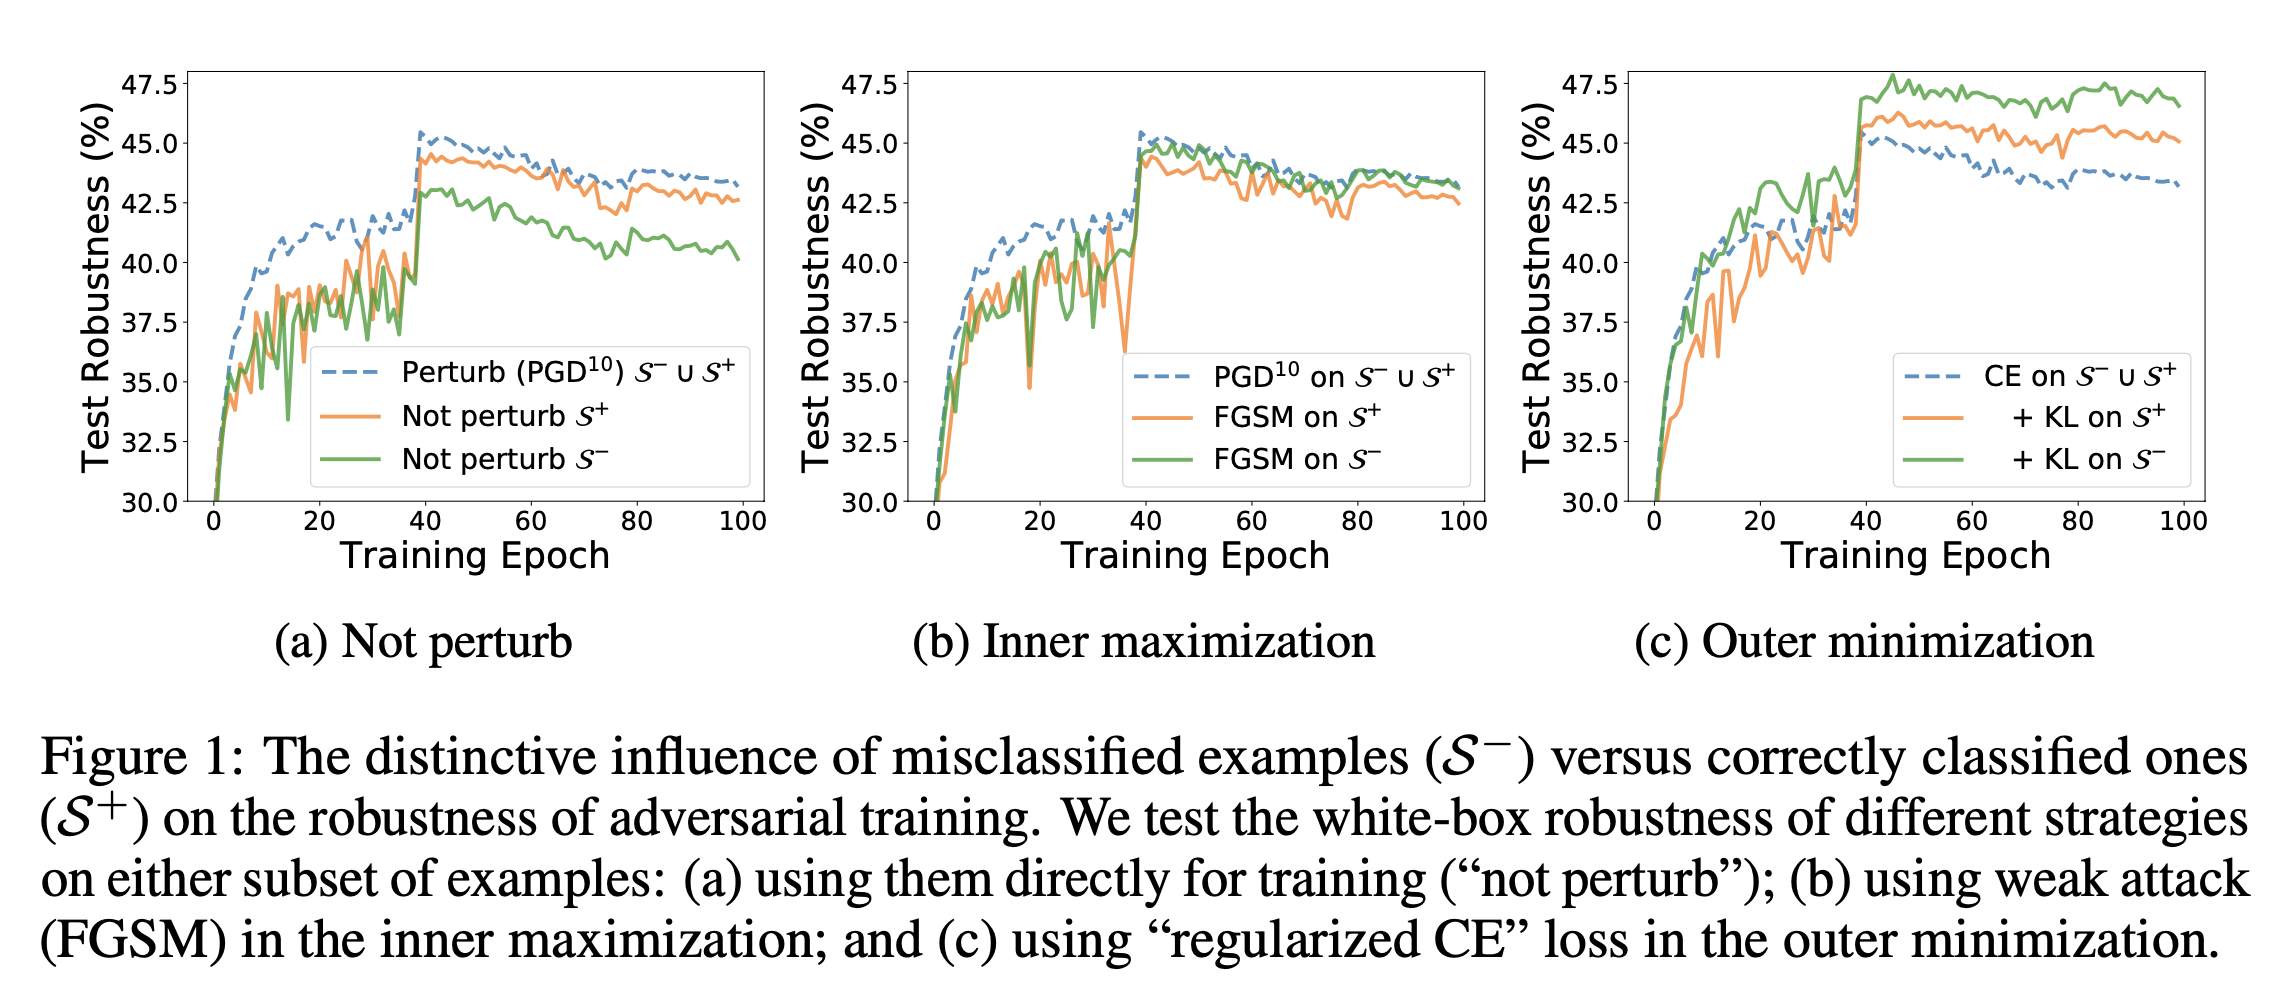 47.5
45.0
42.5
40.0
37.5
35.0
32.5
30.0
Test Robustness (%)
Perturb (PGD¹⁰) 𝒮⁻ ∪ 𝒮⁺
Not perturb 𝒮⁺
Not perturb 𝒮⁻
0 20 40 60 80 100
Training Epoch
(a) Not perturb
47.5
45.0
42.5
40.0
37.5
35.0
32.5
30.0
Test Robustness (%)
PGD¹⁰ on 𝒮⁻ ∪ 𝒮⁺
FGSM on 𝒮⁺
FGSM on 𝒮⁻
0 20 40 60 80 100
Training Epoch
(b) Inner maximization
47.5
45.0
42.5
40.0
37.5
35.0
32.5
30.0
Test Robustness (%)
CE on 𝒮⁻ ∪ 𝒮⁺
+ KL on 𝒮⁺
+ KL on 𝒮⁻
0 20 40 60 80 100
Training Epoch
(c) Outer minimization
Figure 1: The distinctive influence of misclassified examples (𝒮⁻) versus correctly classified ones
(𝒮⁺) on the robustness of adversarial training. We test the white-box robustness of different strategies
on either subset of examples: (a) using them directly for training (“not perturb”); (b) using weak attack
(FGSM) in the inner maximization; and (c) using “regularized CE” loss in the outer minimization.